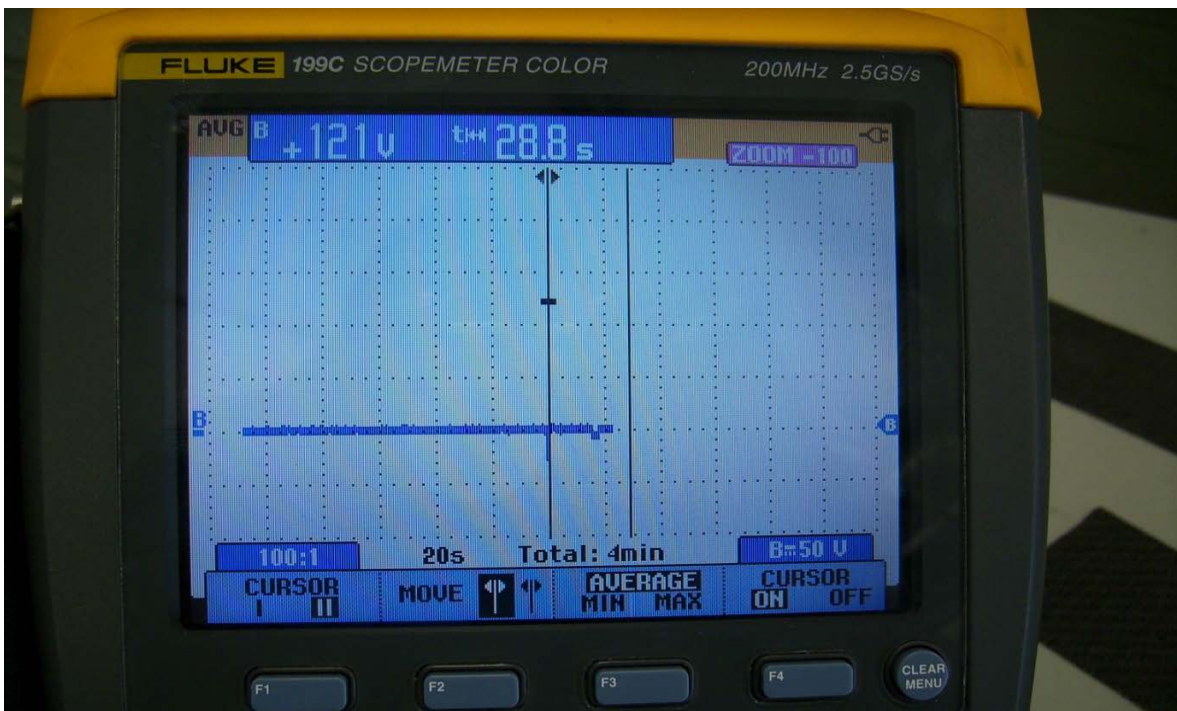 FLUKE 199C SCOPEMETER COLOR 200MHz 2.5GS/s
AVG B +121 V t 28.8 s
ZOOM -100
B
B
100:1 20s Total: 4min B 50 V
CURSOR MOVE AVERAGE CURSOR
I II MIN MAX ON OFF
F1 F2 F3 F4 CLEAR
MENU